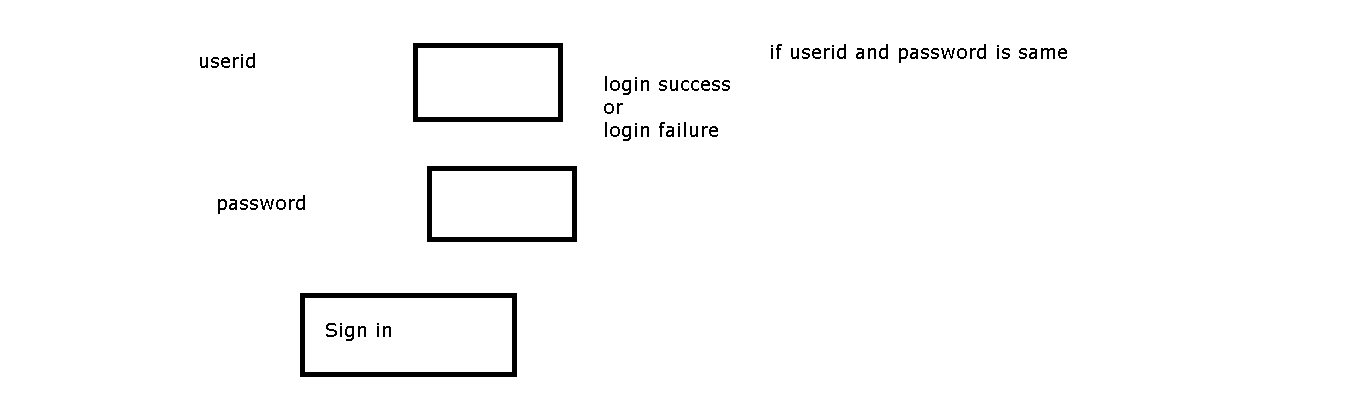 userid
login success
or
login failure
if userid and password is same
password
Sign in